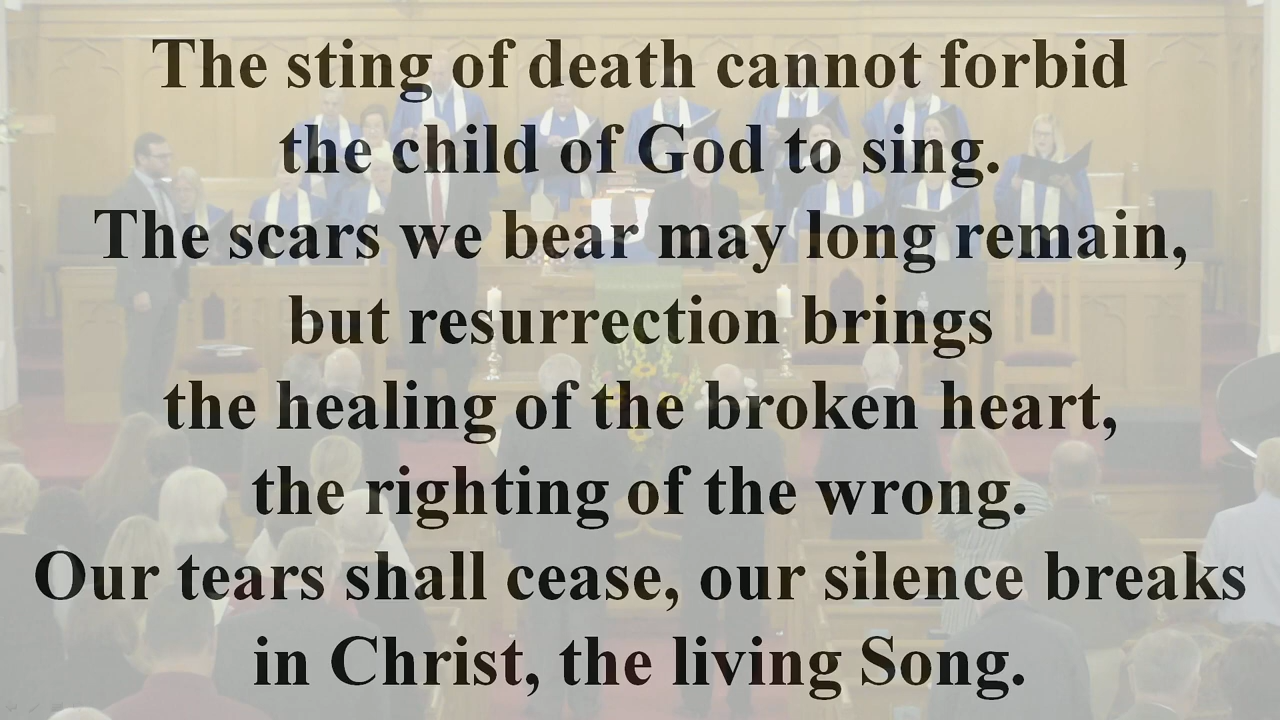 The sting of death cannot forbid
the child of God to sing.
The scars we bear may long remain,
but resurrection brings
the healing of the broken heart,
the righting of the wrong.
Our tears shall cease, our silence breaks
in Christ, the living Song.